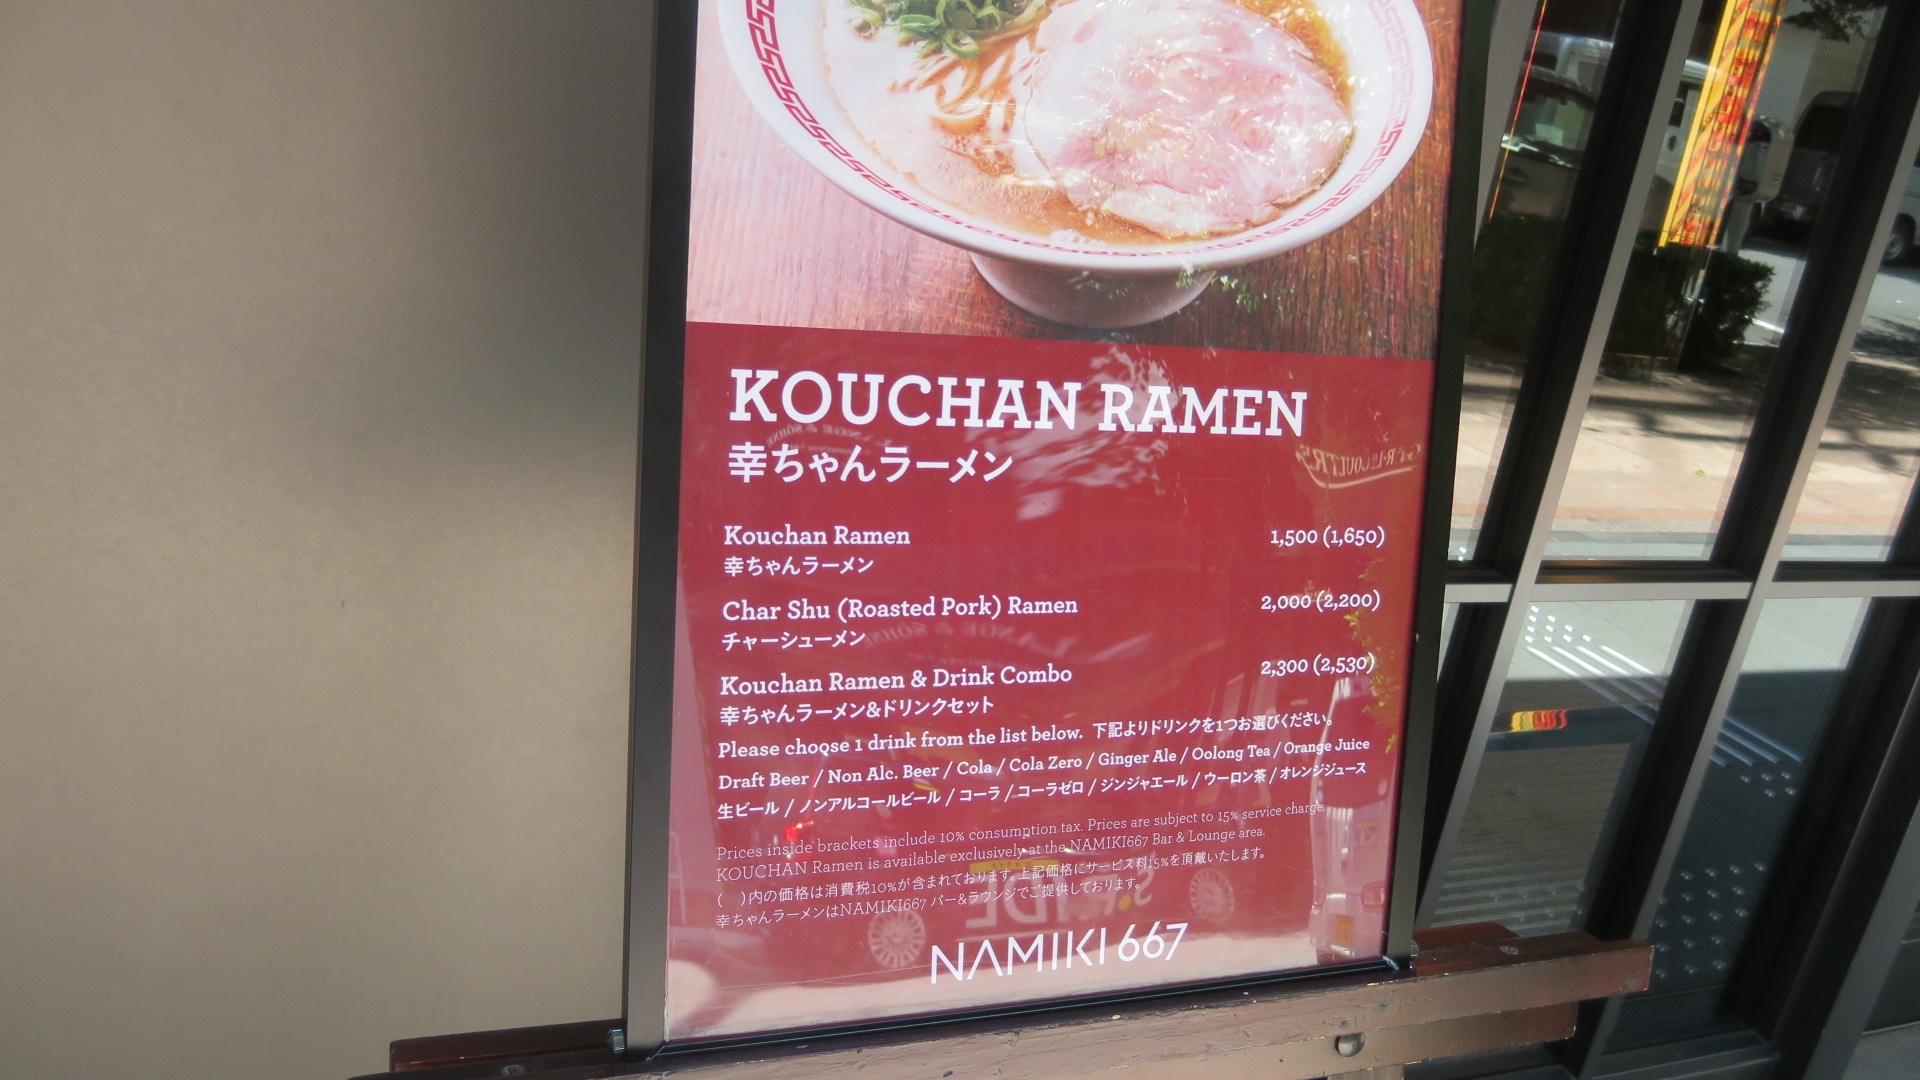 KOUCHAN RAMEN
幸ちゃんラーメン
Kouchan Ramen 1,500 (1,650)
幸ちゃんラーメン
Char Shu (Roasted Pork) Ramen 2,000 (2,200)
チャーシューメン
Kouchan Ramen & Drink Combo 2,300 (2,530)
幸ちゃんラーメン&ドリンクセット
Please choose 1 drink from the list below. 下記よりドリンクを1つお選びください。
Draft Beer / Non Alc. Beer / Cola / Cola Zero / Ginger Ale / Oolong Tea / Orange Juice
生ビール / ノンアルコールビール / コーラ / コーラゼロ / ジンジャエール / ウーロン茶 / オレンジジュース
Prices inside brackets include 10% consumption tax. Prices are subject to 15% service charge.
KOUCHAN Ramen is available exclusively at the NAMIKI667 Bar & Lounge area.
(　)内の価格は消費税10%が含まれております。上記価格にサービス料15%を頂戴いたします。
幸ちゃんラーメンはNAMIKI667 バー&ラウンジでご提供しております。
NAMIKI 667